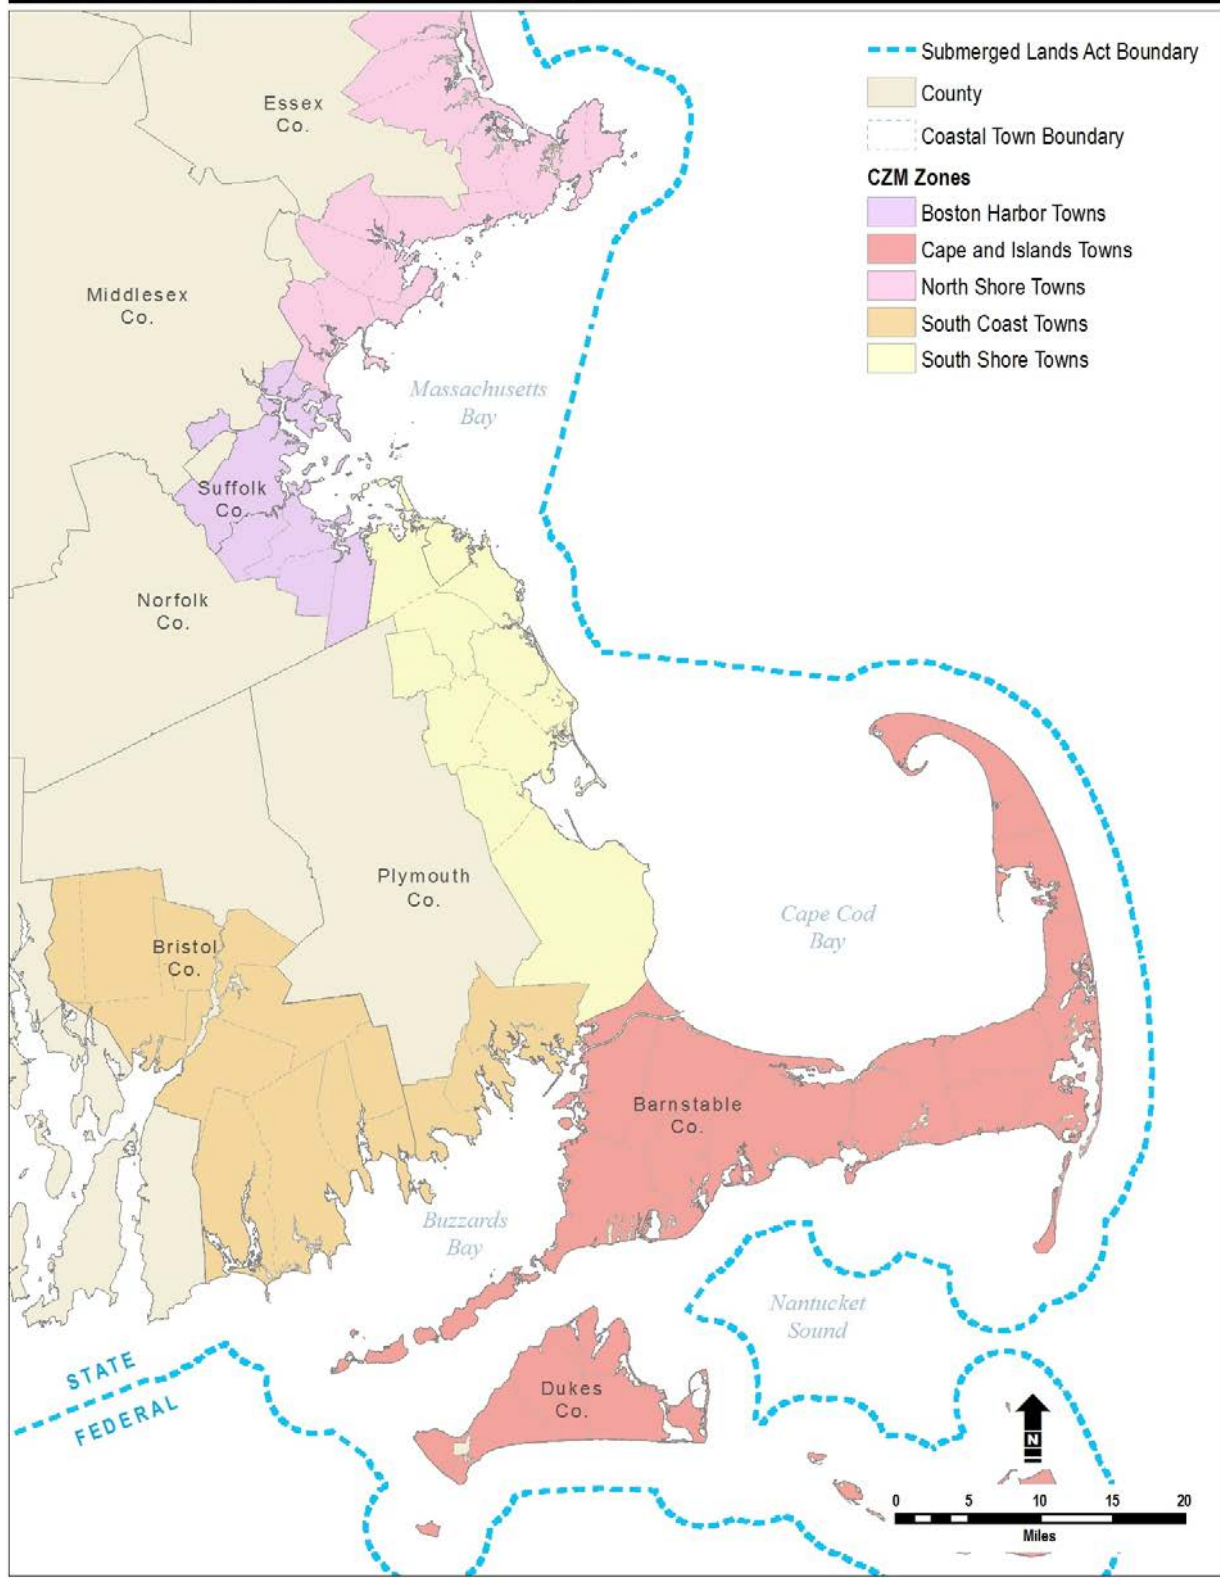 Submerged Lands Act Boundary
County
Coastal Town Boundary
CZM Zones
Boston Harbor Towns
Cape and Islands Towns
North Shore Towns
South Coast Towns
South Shore Towns
Essex
Co.
Middlesex
Co.
Massachusetts
Bay
Suffolk
Co.
Norfolk
Co.
Plymouth
Co.
Cape Cod
Bay
Bristol
Co.
Barnstable
Co.
Buzzards
Bay
Nantucket
Sound
STATE
FEDERAL
Dukes
Co.
N
0 5 10 15 20
Miles